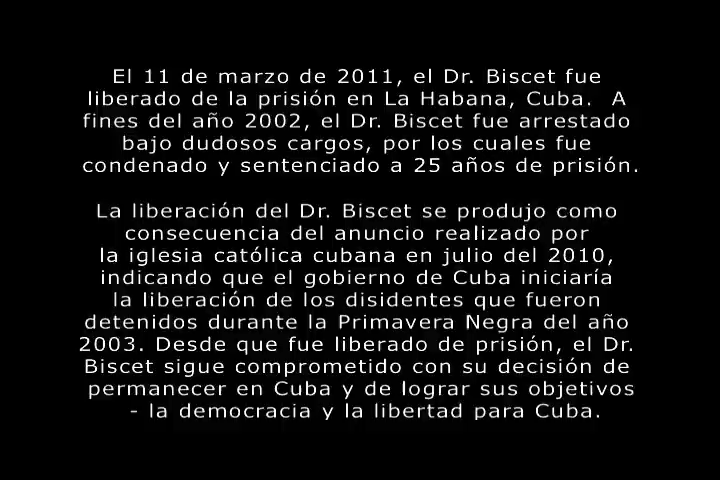 El 11 de marzo de 2011, el Dr. Biscet fue
liberado de la prisión en La Habana, Cuba. A
fines del año 2002, el Dr. Biscet fue arrestado
bajo dudosos cargos, por los cuales fue
condenado y sentenciado a 25 años de prisión.
La liberación del Dr. Biscet se produjo como
consecuencia del anuncio realizado por
la iglesia católica cubana en julio del 2010,
indicando que el gobierno de Cuba iniciaría
la liberación de los disidentes que fueron
detenidos durante la Primavera Negra del año
2003. Desde que fue liberado de prisión, el Dr.
Biscet sigue comprometido con su decisión de
permanecer en Cuba y de lograr sus objetivos
- la democracia y la libertad para Cuba.